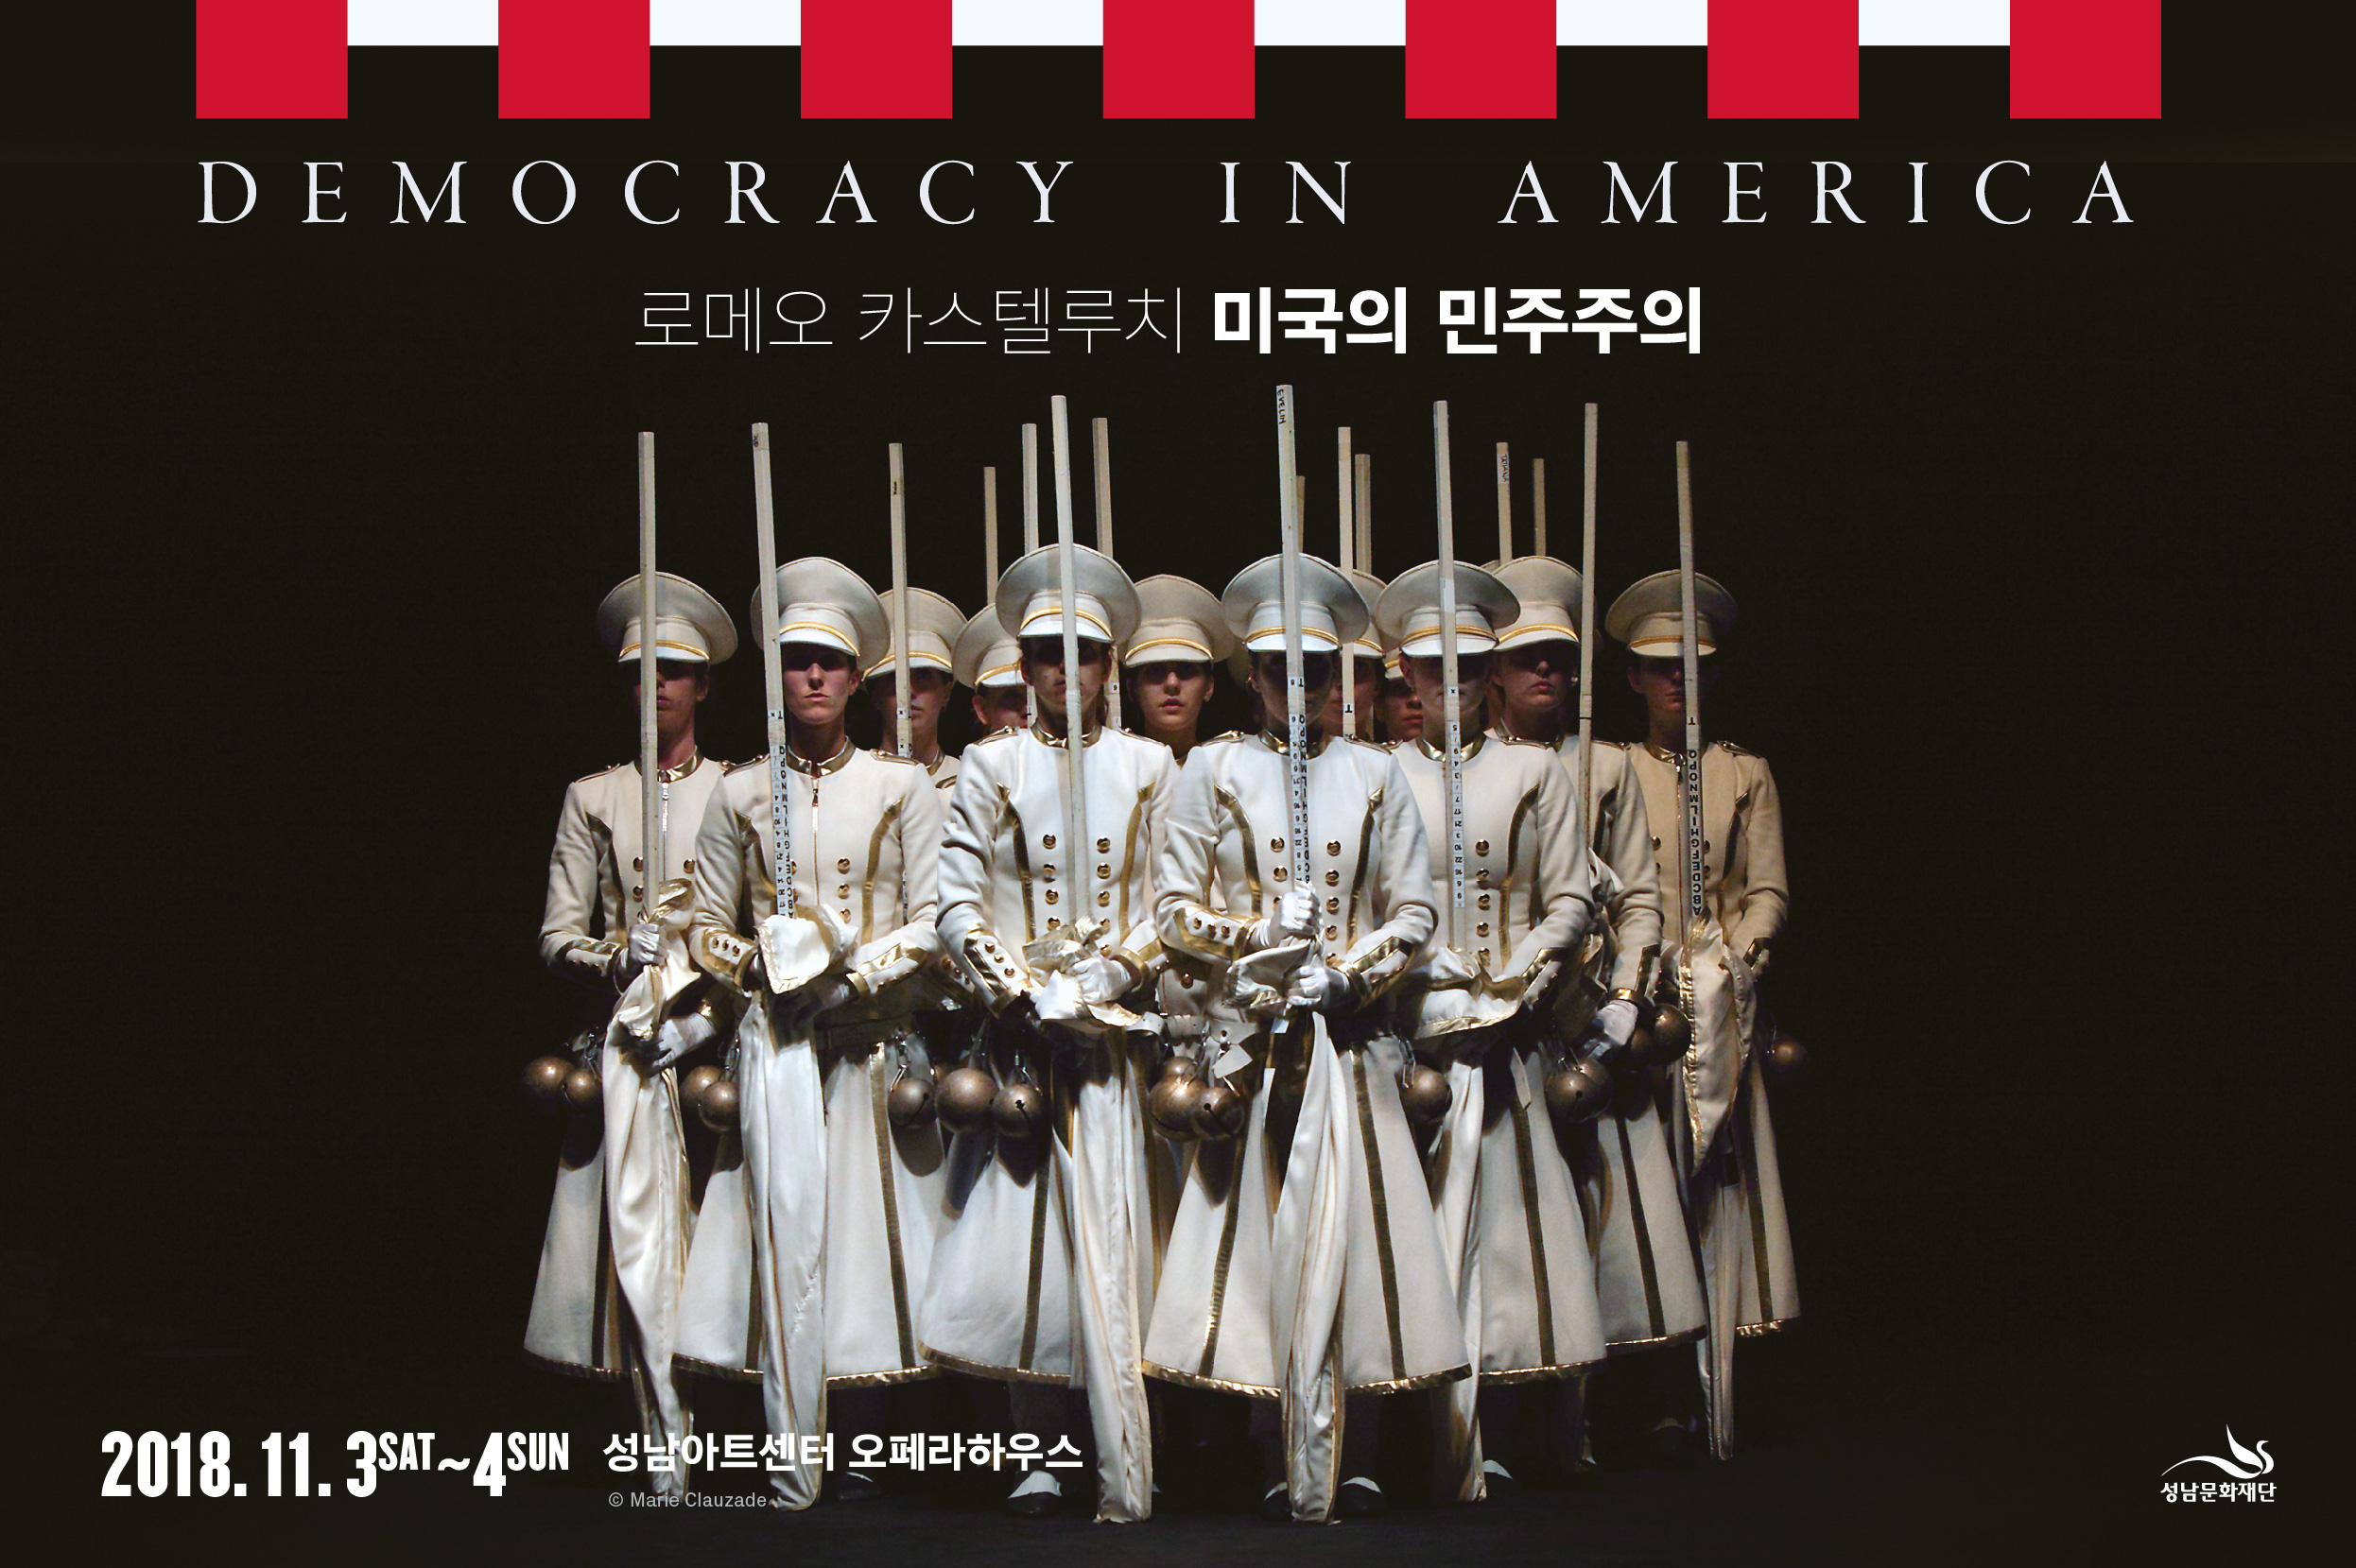 DEMOCRACY IN AMERICA
로메오 카스텔루치 미국의 민주주의
EVELIN
T
QPONMLIHGFEDCBA
2018. 11. 3SAT~4SUN 성남아트센터 오페라하우스
© Marie Clauzade
성남문화재단